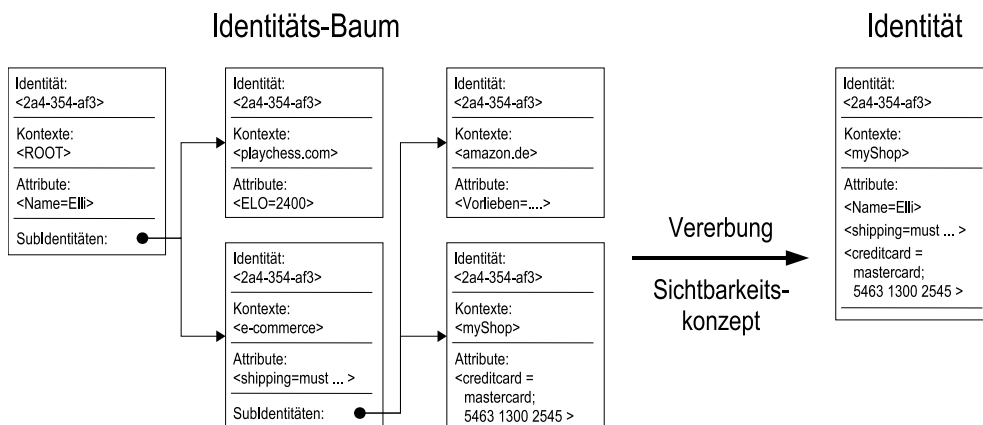 Identitäts-Baum
Identität
Identität:
<2a4-354-af3>
Kontexte:
<ROOT>
Attribute:
<Name=Elli>
SubIdentitäten:
Identität:
<2a4-354-af3>
Kontexte:
<playchess.com>
Attribute:
<ELO=2400>
Identität:
<2a4-354-af3>
Kontexte:
<amazon.de>
Attribute:
<Vorlieben=....>
Identität:
<2a4-354-af3>
Kontexte:
<e-commerce>
Attribute:
<shipping=must ... >
SubIdentitäten:
Identität:
<2a4-354-af3>
Kontexte:
<myShop>
Attribute:
<creditcard =
mastercard;
5463 1300 2545 >
Vererbung
Sichtbarkeits-
konzept
Identität:
<2a4-354-af3>
Kontexte:
<myShop>
Attribute:
<Name=Elli>
<shipping=must ... >
<creditcard =
mastercard;
5463 1300 2545 >